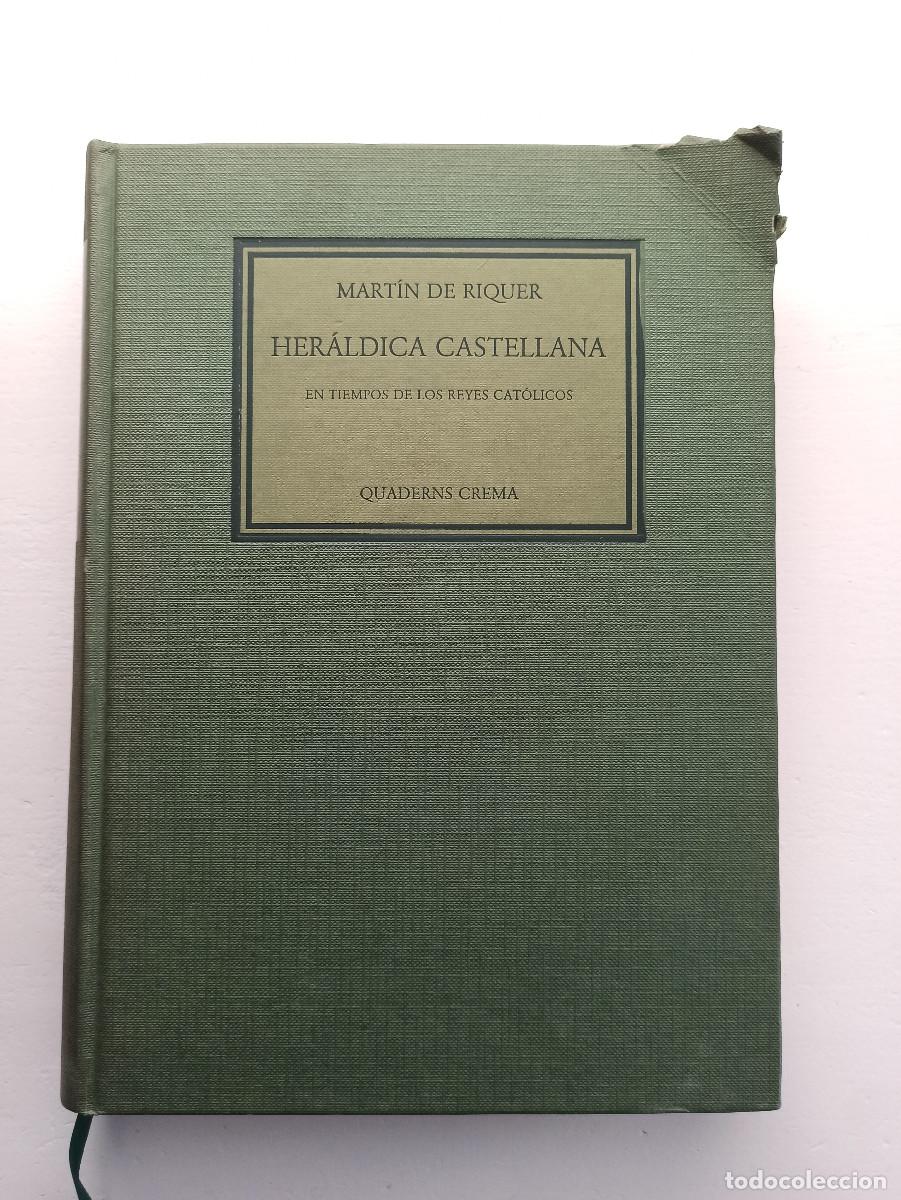 MARTÍN DE RIQUER
HERÁLDICA CASTELLANA
EN TIEMPOS DE LOS REYES CATÓLICOS
QUADERNS CREMA
todocoleccion